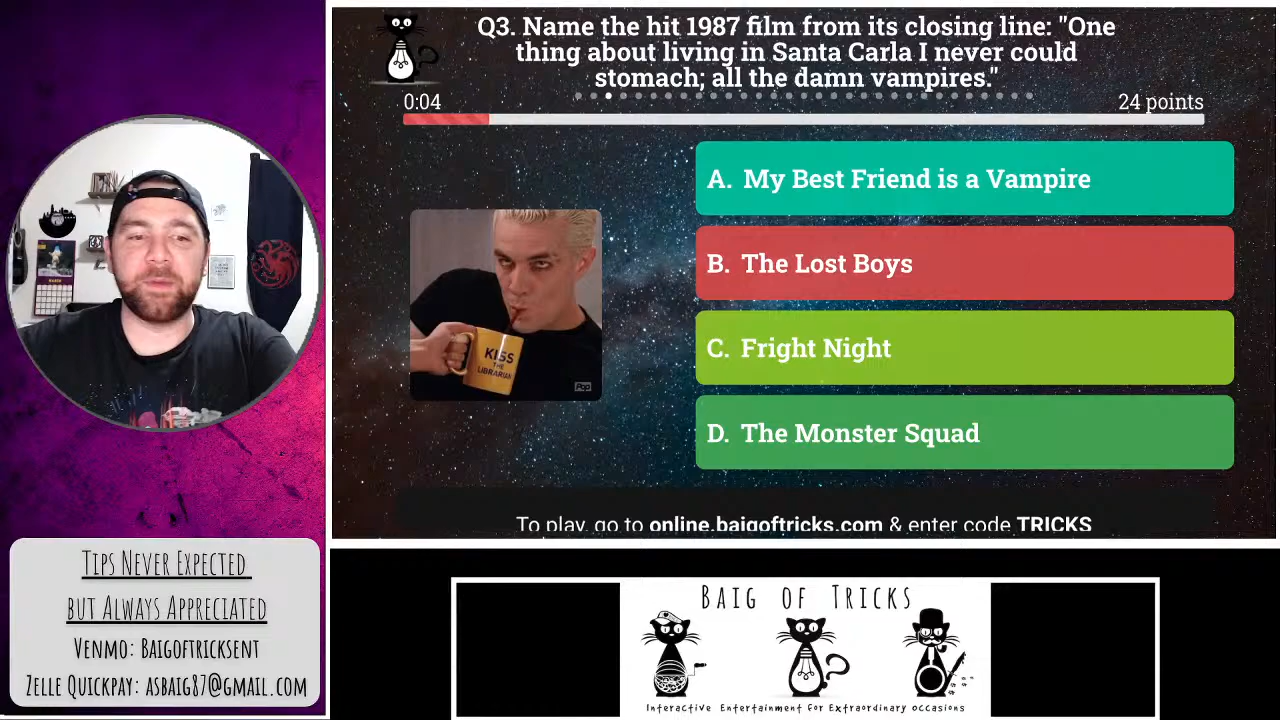 Q3. Name the hit 1987 film from its closing line: "One
thing about living in Santa Carla I never could
stomach; all the damn vampires."
0:04
24 points
A. My Best Friend is a Vampire
B. The Lost Boys
C. Fright Night
D. The Monster Squad
KISS
THE
LIBRARIAN
Pop
To play, go to online.baigoftricks.com & enter code TRICKS
MARCH
Tips Never Expected
but Always Appreciated
Venmo: Baigoftricksent
Zelle Quickpay: asbaig87@gmail.com
Baig of Tricks
Interactive Entertainment for Extraordinary Occasions